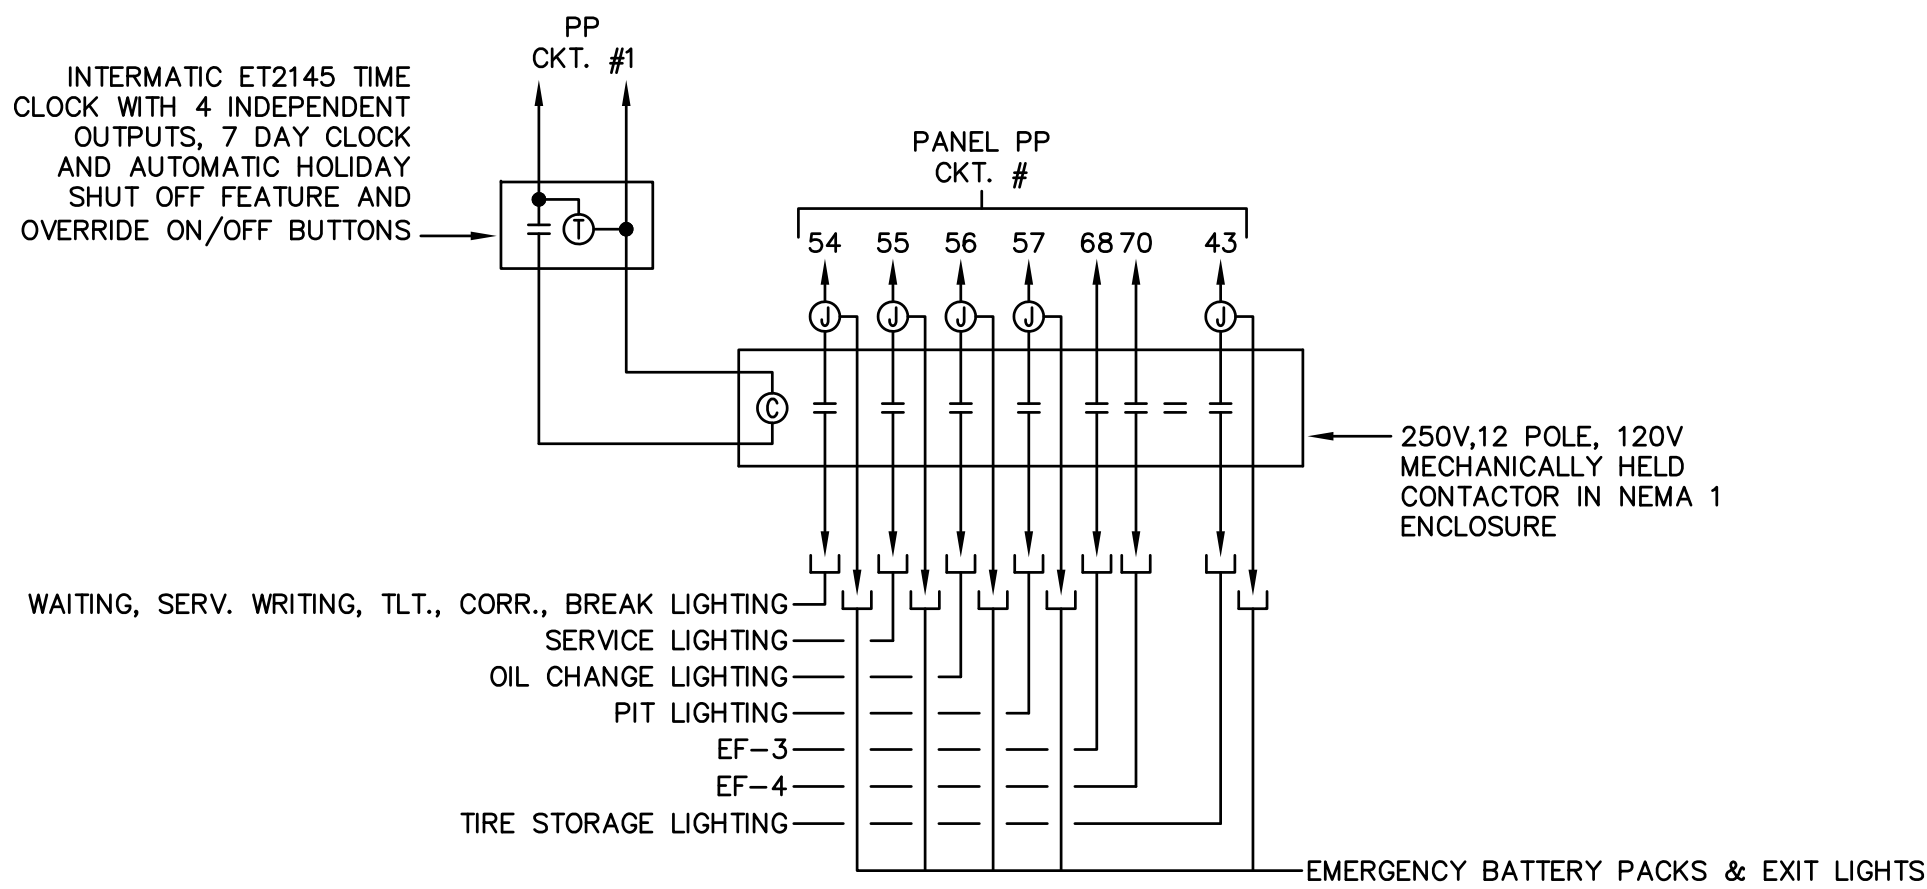 PP
CKT. #1
INTERMATIC ET2145 TIME
CLOCK WITH 4 INDEPENDENT
OUTPUTS, 7 DAY CLOCK
AND AUTOMATIC HOLIDAY
SHUT OFF FEATURE AND
OVERRIDE ON/OFF BUTTONS
T
PANEL PP
CKT. #
54 55 56 57 68 70 43
J J J J J
C
250V,12 POLE, 120V
MECHANICALLY HELD
CONTACTOR IN NEMA 1
ENCLOSURE
WAITING, SERV. WRITING, TLT., CORR., BREAK LIGHTING
SERVICE LIGHTING
OIL CHANGE LIGHTING
PIT LIGHTING
EF-3
EF-4
TIRE STORAGE LIGHTING
EMERGENCY BATTERY PACKS & EXIT LIGHTS